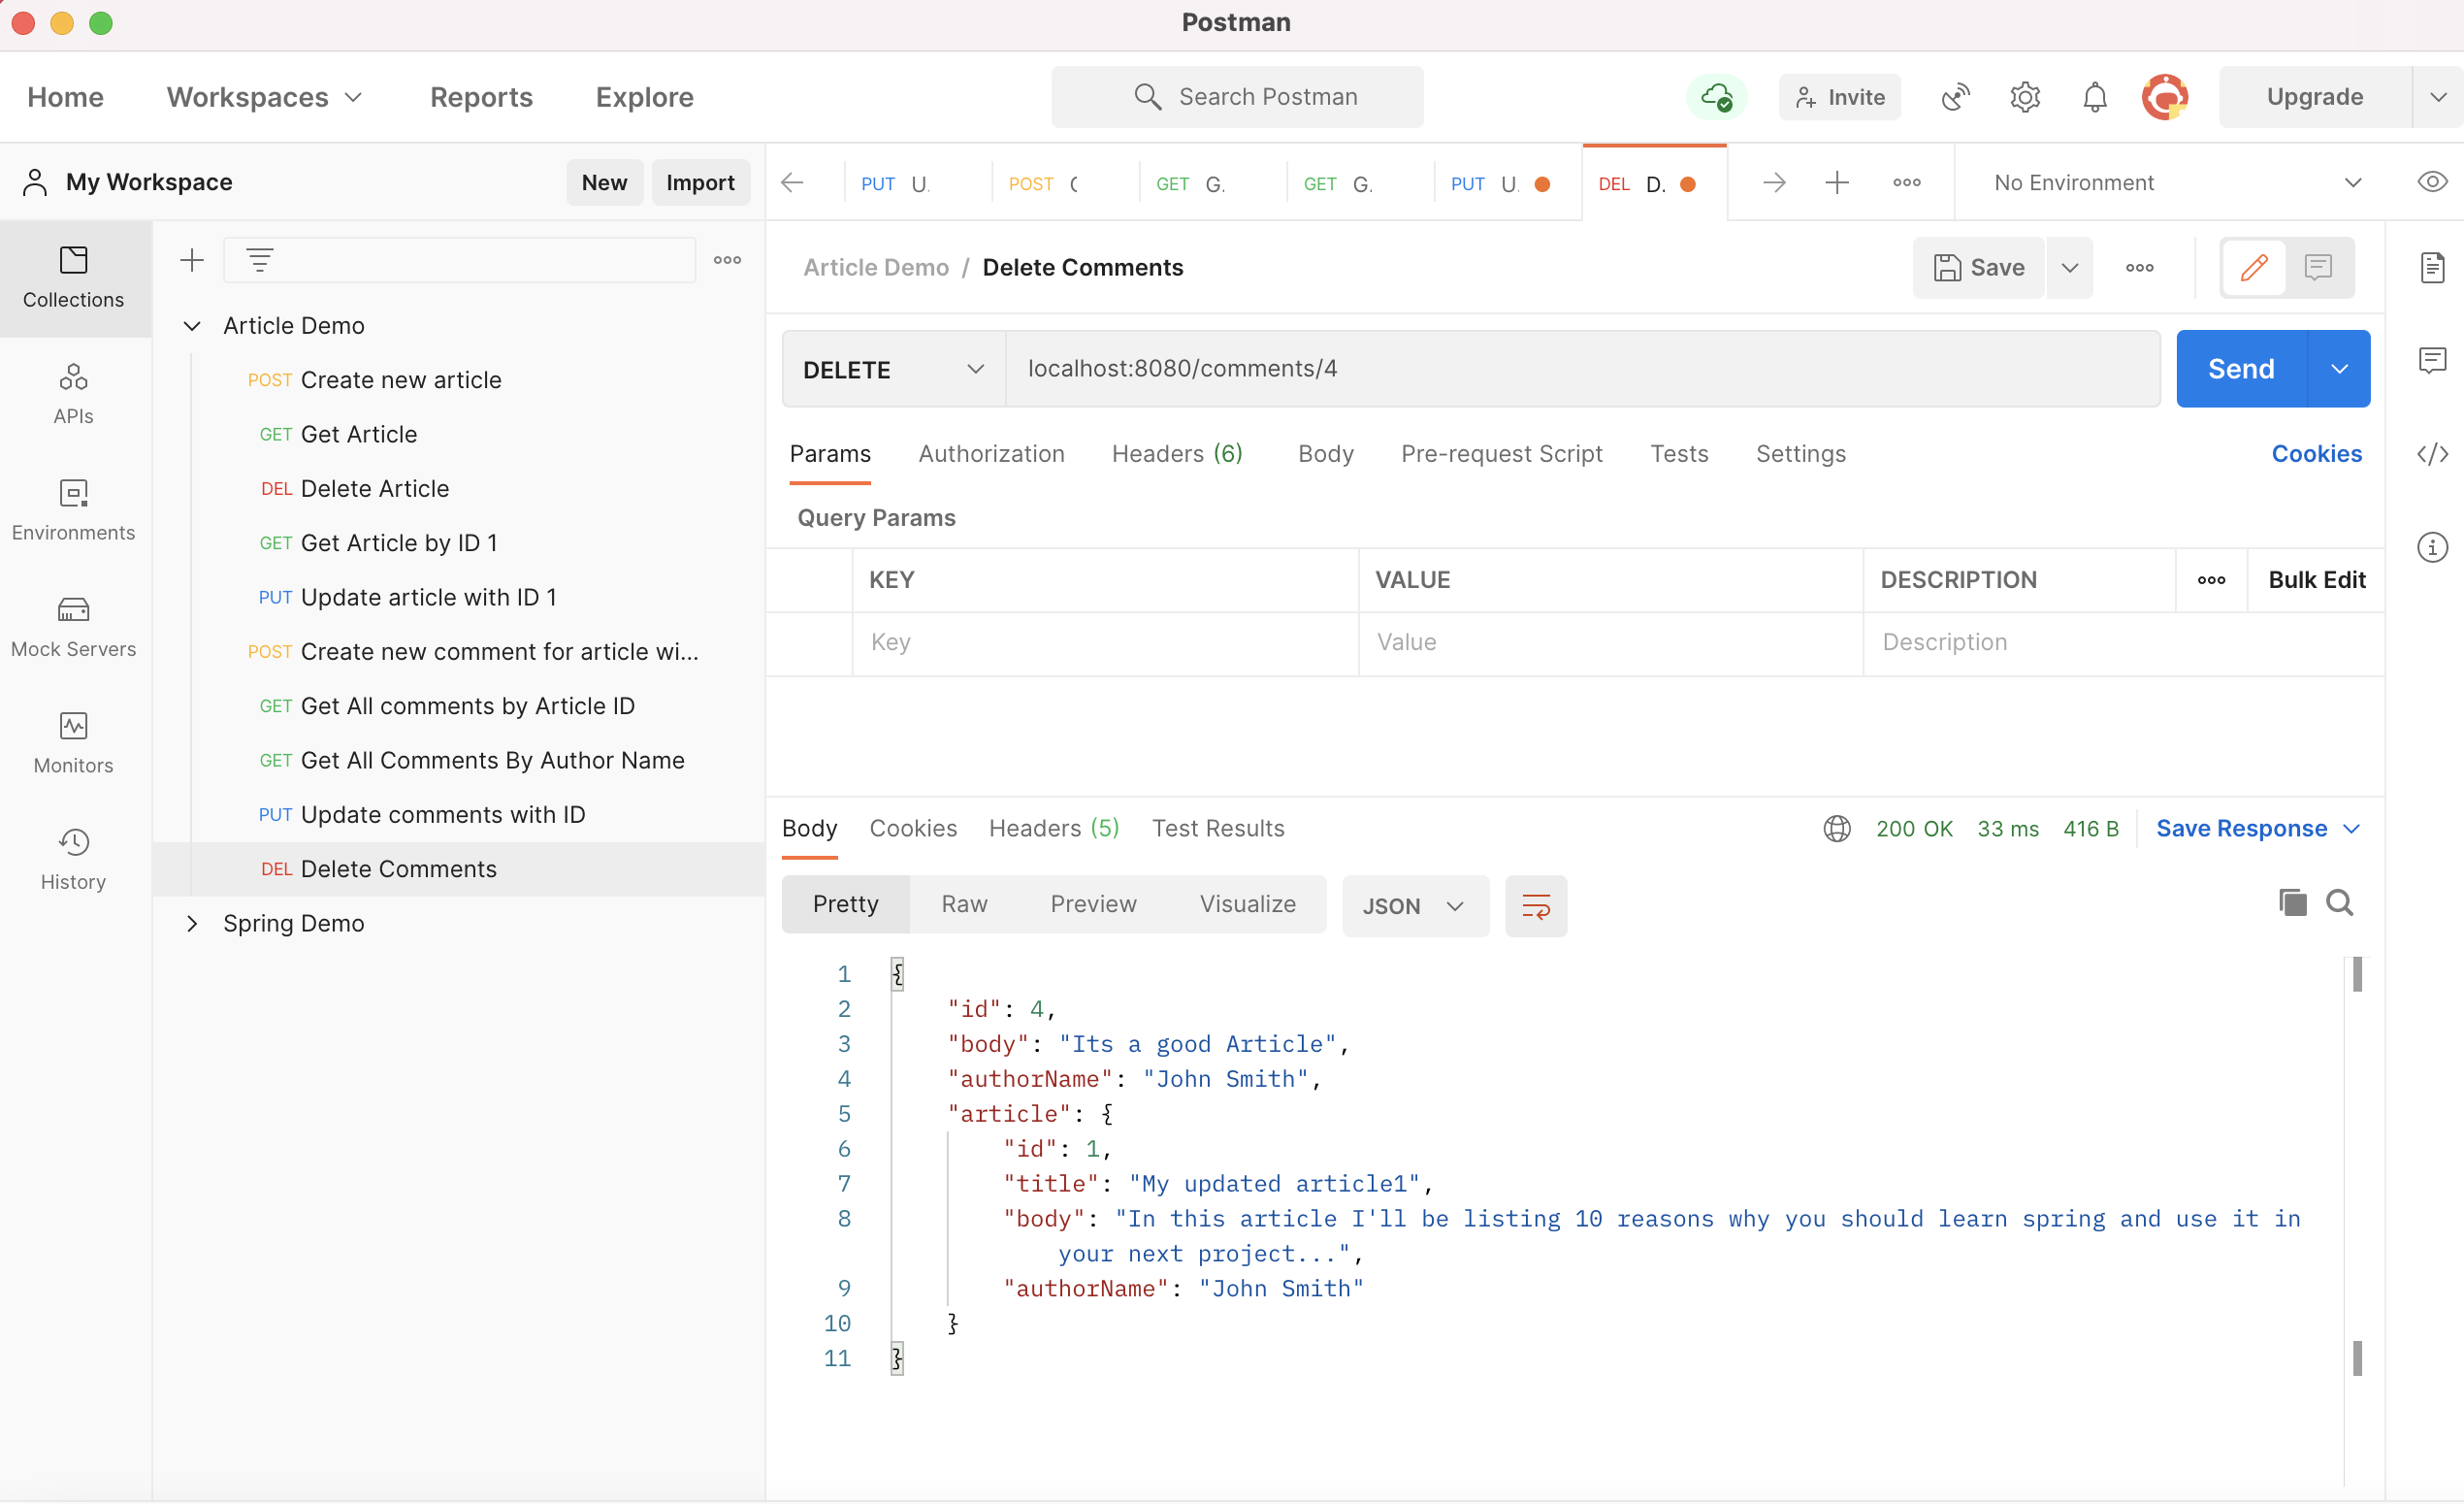 Postman
Home Workspaces Reports Explore Search Postman Invite Upgrade
My Workspace New Import
PUT U. POST GET G. GET G. PUT U. DEL D. No Environment
Collections
APIs
Environments
Mock Servers
Monitors
History
Article Demo
POST Create new article
GET Get Article
DEL Delete Article
GET Get Article by ID 1
PUT Update article with ID 1
POST Create new comment for article wi...
GET Get All comments by Article ID
GET Get All Comments By Author Name
PUT Update comments with ID
DEL Delete Comments
Spring Demo
Article Demo / Delete Comments Save
DELETE localhost:8080/comments/4 Send
Params Authorization Headers (6) Body Pre-request Script Tests Settings Cookies
Query Params
KEY VALUE DESCRIPTION Bulk Edit
Key Value Description
Body Cookies Headers (5) Test Results 200 OK 33 ms 416 B Save Response
Pretty Raw Preview Visualize JSON
1 {
2 "id": 4,
3 "body": "Its a good Article",
4 "authorName": "John Smith",
5 "article": {
6 "id": 1,
7 "title": "My updated article1",
8 "body": "In this article I'll be listing 10 reasons why you should learn spring and use it in
your next project...",
9 "authorName": "John Smith"
10 }
11 }